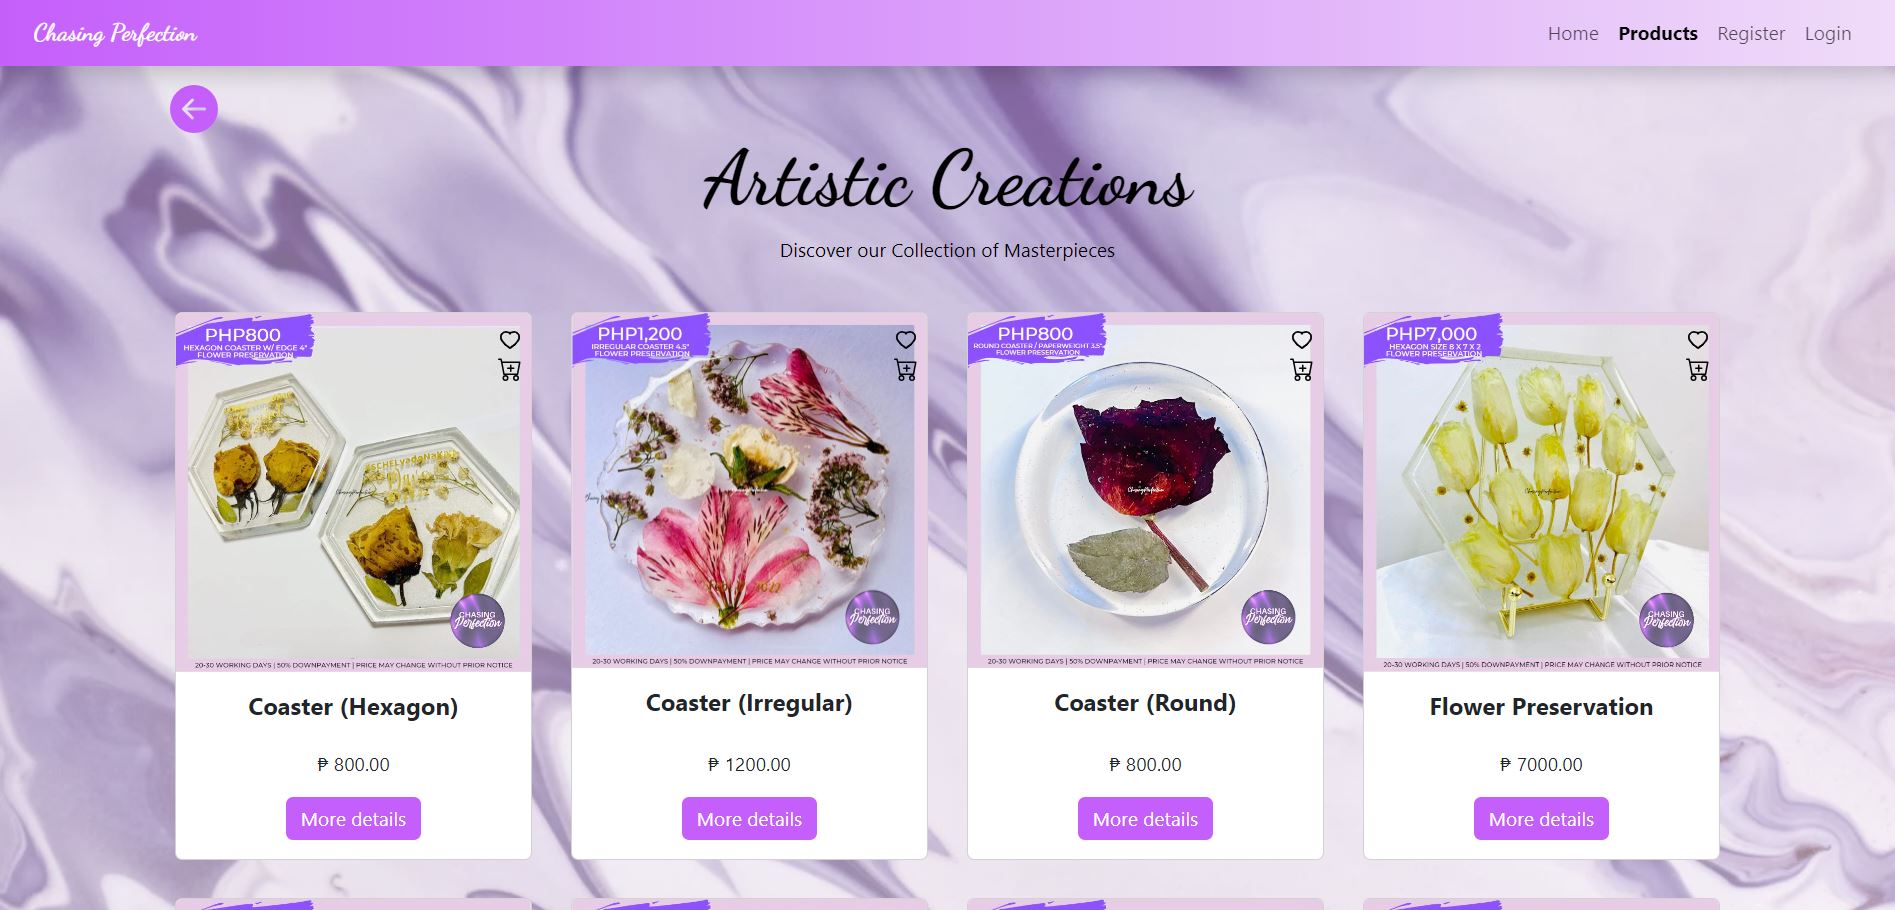 Chasing Perfection
Home Products Register Login
Artistic Creations
Discover our Collection of Masterpieces
PHP800
HEXAGON COASTER W/ EDGE 4"
FLOWER PRESERVATION
CHASING
Perfection
20-30 WORKING DAYS | 50% DOWNPAYMENT | PRICE MAY CHANGE WITHOUT PRIOR NOTICE
Coaster (Hexagon)
₱ 800.00
More details
PHP1,200
IRREGULAR COASTER 4.5"
FLOWER PRESERVATION
2022
CHASING
Perfection
20-30 WORKING DAYS | 50% DOWNPAYMENT | PRICE MAY CHANGE WITHOUT PRIOR NOTICE
Coaster (Irregular)
₱ 1200.00
More details
PHP800
ROUND COASTER / PAPERWEIGHT 3.5"
FLOWER PRESERVATION
ChasingPerfection
CHASING
Perfection
20-30 WORKING DAYS | 50% DOWNPAYMENT | PRICE MAY CHANGE WITHOUT PRIOR NOTICE
Coaster (Round)
₱ 800.00
More details
PHP7,000
HEXAGON SIZE 8 X 7 X 2
FLOWER PRESERVATION
ChasingPerfection
CHASING
Perfection
20-30 WORKING DAYS | 50% DOWNPAYMENT | PRICE MAY CHANGE WITHOUT PRIOR NOTICE
Flower Preservation
₱ 7000.00
More details